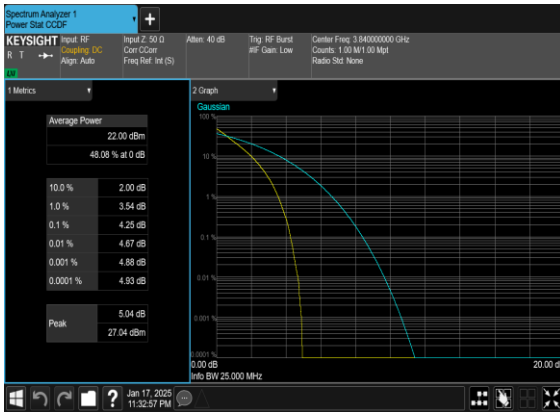 Spectrum Analyzer 1
Power Stat CCDF
+
KEYSIGHT
R T
LXI
Input: RF
Coupling: DC
Align: Auto
Input Z: 50 Ω
Corr CCorr
Freq Ref: Int (S)
Atten: 40 dB
Trig: RF Burst
#IF Gain: Low
Center Freq: 3.840000000 GHz
Counts: 1.00 M/1.00 Mpt
Radio Std: None
1 Metrics
Average Power
22.00 dBm
48.08 % at 0 dB
10.0 % 2.00 dB
1.0 % 3.54 dB
0.1 % 4.25 dB
0.01 % 4.67 dB
0.001 % 4.88 dB
0.0001 % 4.93 dB
Peak
5.04 dB
27.04 dBm
2 Graph
Gaussian
100 %
10 %
1 %
0.1 %
0.01 %
0.001 %
0.0001 %
0.00 dB
20.00 d
Info BW 25.000 MHz
?
Jan 17, 2025
11:32:57 PM